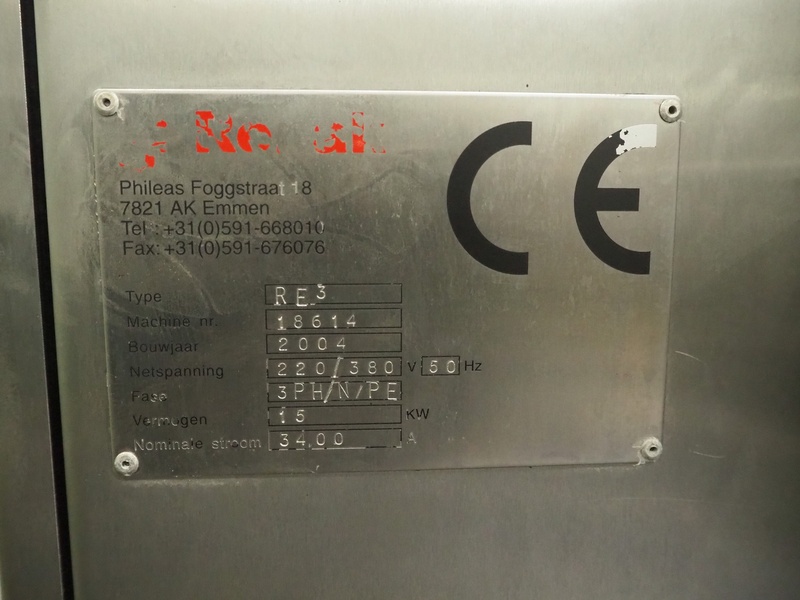 CE
Phileas Foggstraat 18
7821 AK Emmen
Tel : +31(0)591-668010
Fax: +31(0)591-676076
Type RE3
Machine nr. 18614
Bouwjaar 2004
Netspanning 220/380 V 50 Hz
Fase 3PH/N/PE
Vermogen 15 KW
Nominale stroom 34.00 A